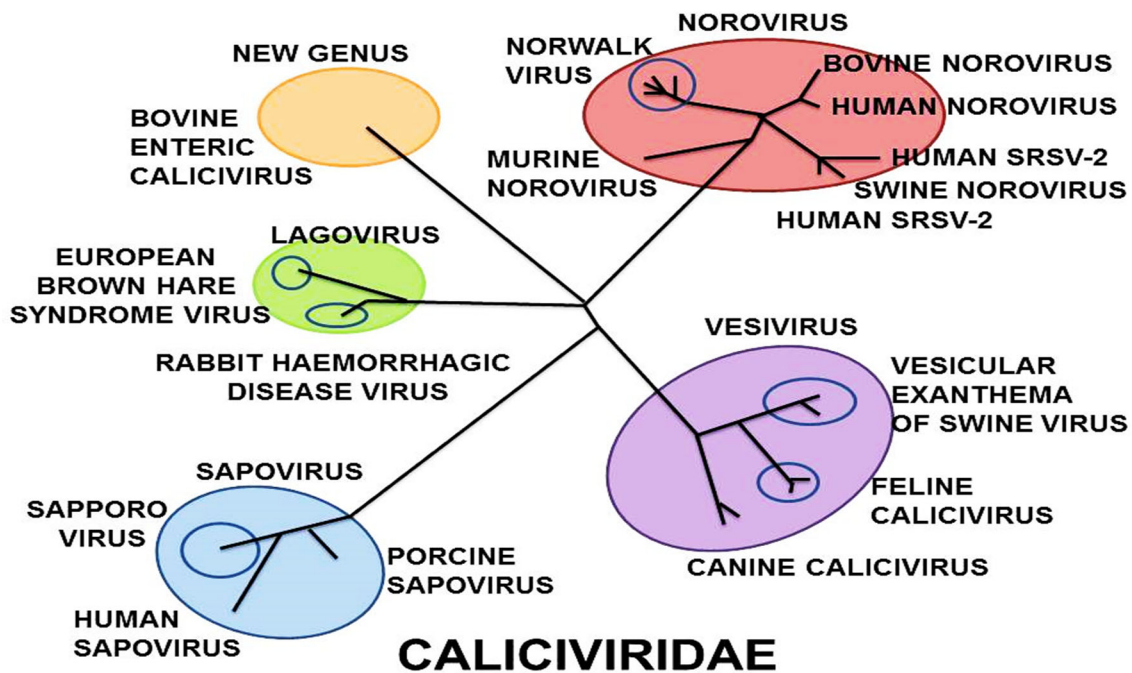 NEW GENUS
BOVINE
ENTERIC
CALICIVIRUS
NOROVIRUS
NORWALK
VIRUS
BOVINE NOROVIRUS
HUMAN NOROVIRUS
MURINE
NOROVIRUS
HUMAN SRSV-2
SWINE NOROVIRUS
HUMAN SRSV-2
LAGOVIRUS
EUROPEAN
BROWN HARE
SYNDROME VIRUS
RABBIT HAEMORRHAGIC
DISEASE VIRUS
VESIVIRUS
VESICULAR
EXANTHEMA
OF SWINE VIRUS
FELINE
CALICIVIRUS
CANINE CALICIVIRUS
SAPOVIRUS
SAPPORO
VIRUS
PORCINE
SAPOVIRUS
HUMAN
SAPOVIRUS
CALICIVIRIDAE